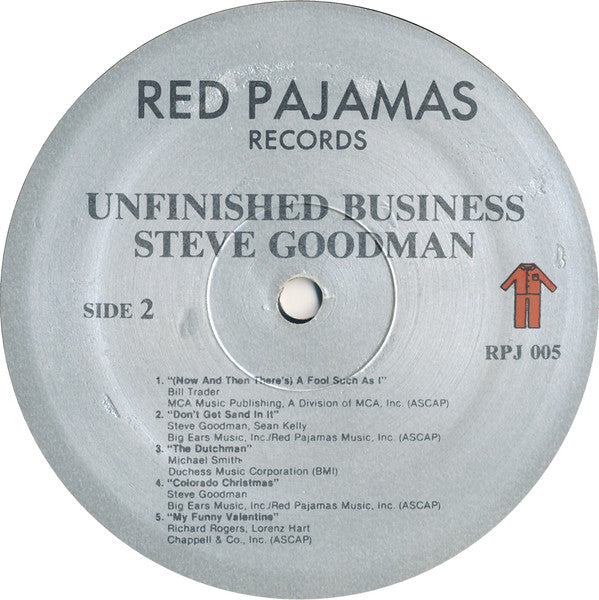 RED PAJAMAS
RECORDS
UNFINISHED BUSINESS
STEVE GOODMAN
SIDE 2
RPJ 005
1. "(Now And Then There's) A Fool Such As I"
Bill Trader
MCA Music Publishing, A Division of MCA, Inc. (ASCAP)
2. "Don't Get Sand In It"
Steve Goodman, Sean Kelly
Big Ears Music, Inc./Red Pajamas Music, Inc. (ASCAP)
3. "The Dutchman"
Michael Smith
Duchess Music Corporation (BMI)
4. "Colorado Christmas"
Steve Goodman
Big Ears Music, Inc./Red Pajamas Music, Inc. (ASCAP)
5. "My Funny Valentine"
Richard Rogers, Lorenz Hart
Chappell & Co., Inc. (ASCAP)